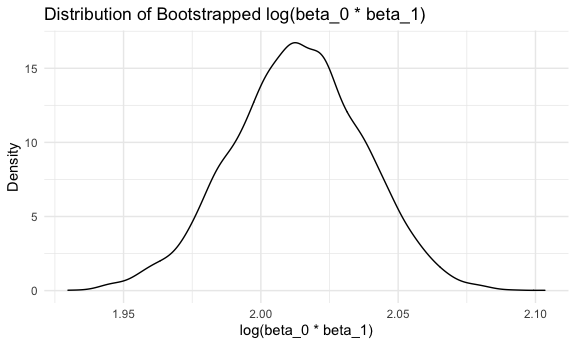 Distribution of Bootstrapped log(beta_0 * beta_1)
Density
15
10
5
0
1.95 2.00 2.05 2.10
log(beta_0 * beta_1)